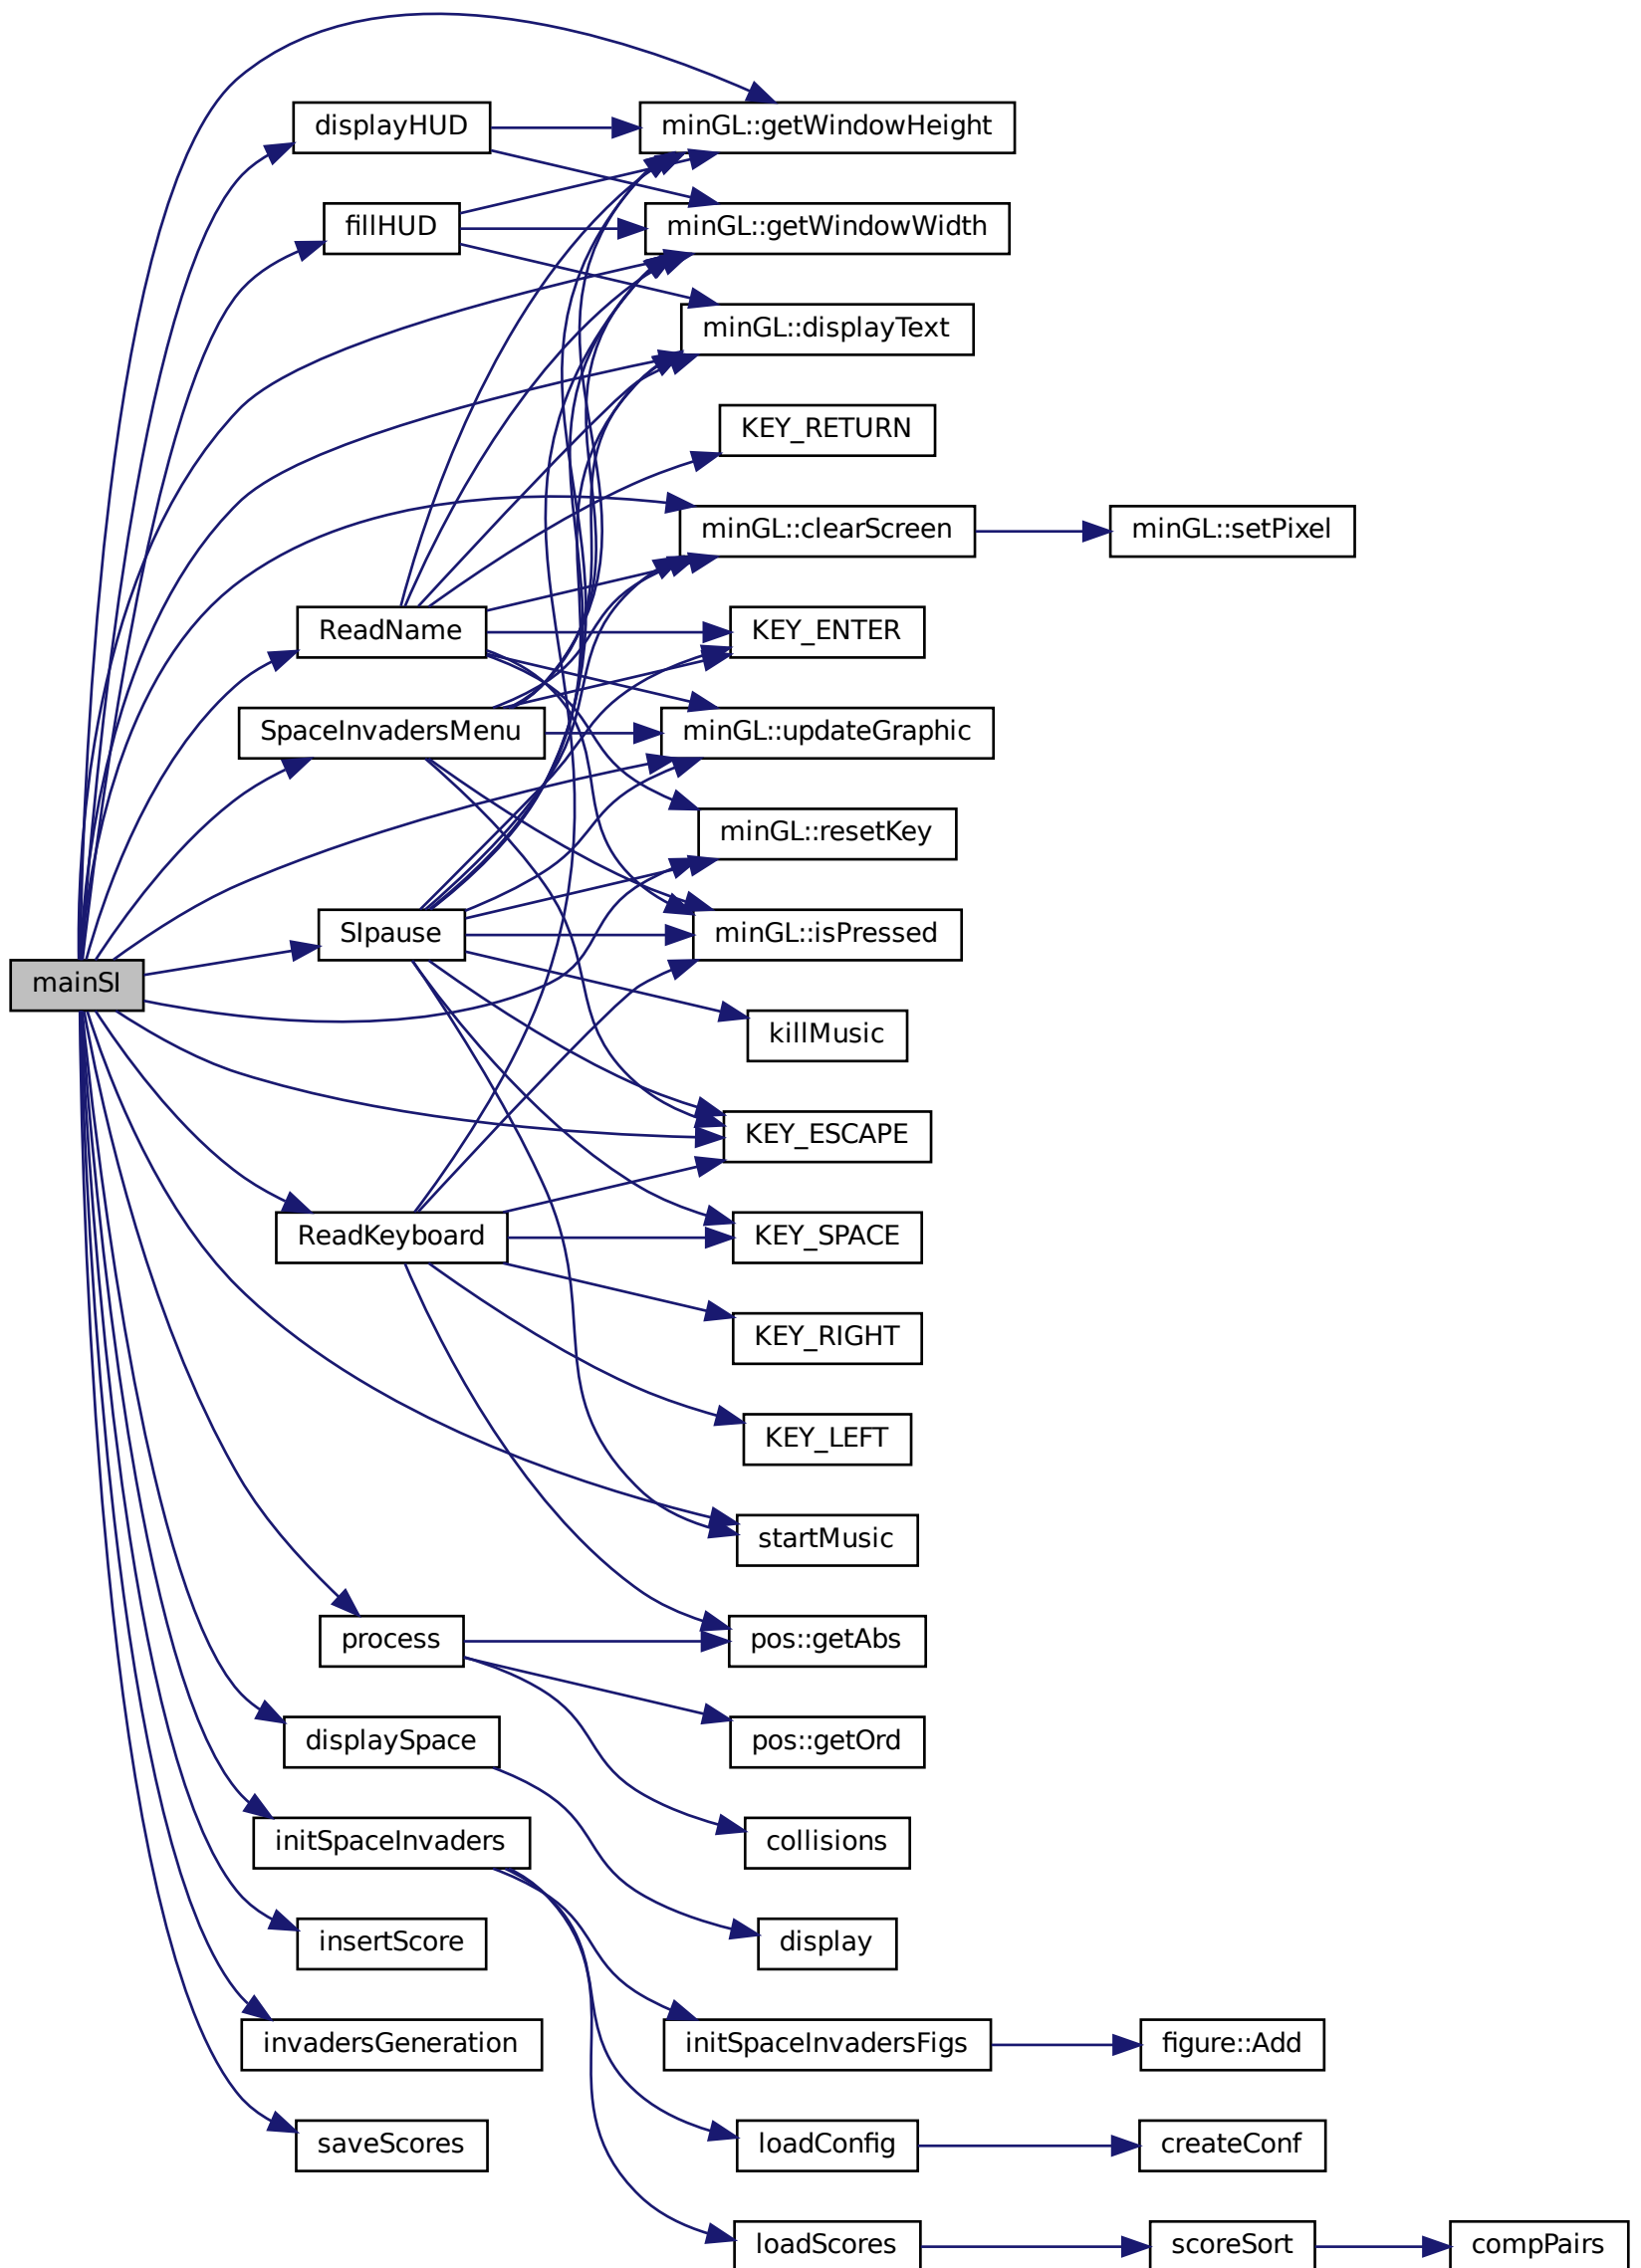 displayHUD
minGL::getWindowHeight
fillHUD
minGL::getWindowWidth
minGL::displayText
KEY_RETURN
minGL::clearScreen
minGL::setPixel
ReadName
KEY_ENTER
SpaceInvadersMenu
minGL::updateGraphic
minGL::resetKey
SIpause
minGL::isPressed
mainSI
killMusic
KEY_ESCAPE
ReadKeyboard
KEY_SPACE
KEY_RIGHT
KEY_LEFT
startMusic
process
pos::getAbs
displaySpace
pos::getOrd
initSpaceInvaders
collisions
insertScore
display
invadersGeneration
initSpaceInvadersFigs
figure::Add
saveScores
loadConfig
createConf
loadScores
scoreSort
compPairs